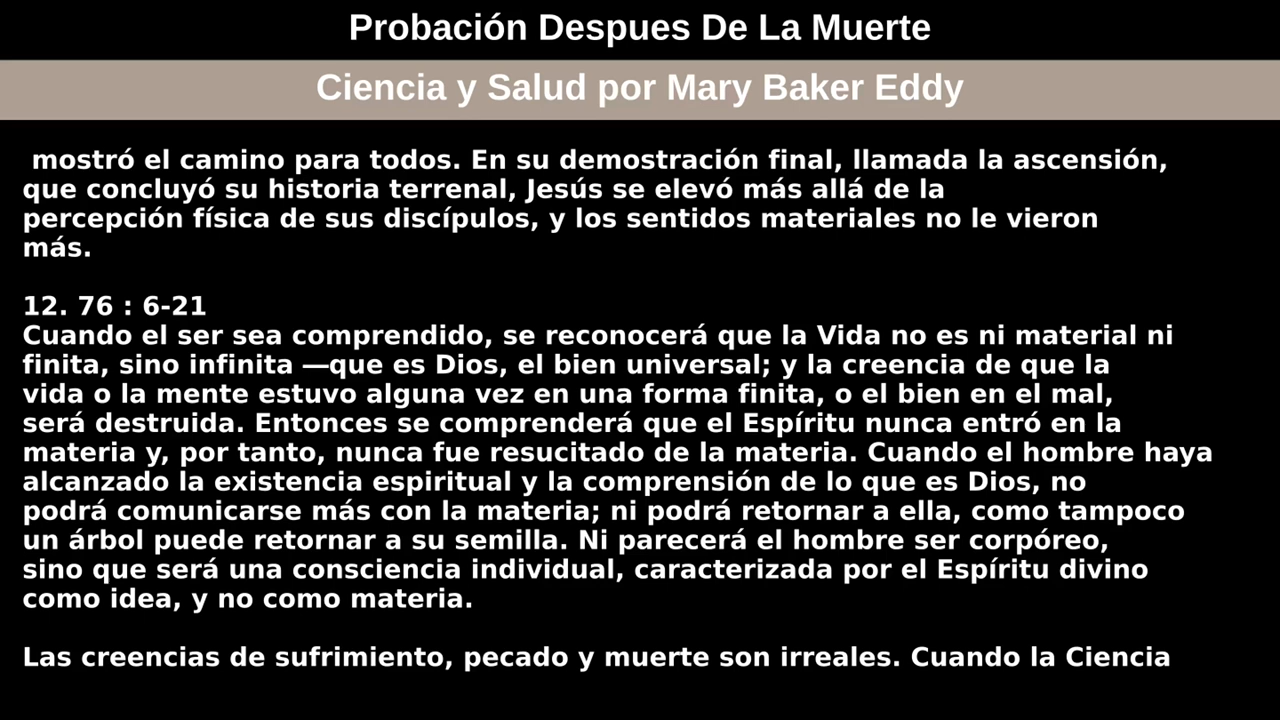 Probación Despues De La Muerte
Ciencia y Salud por Mary Baker Eddy
mostró el camino para todos. En su demostración final, llamada la ascensión,
que concluyó su historia terrenal, Jesús se elevó más allá de la
percepción física de sus discípulos, y los sentidos materiales no le vieron
más.
12. 76 : 6-21
Cuando el ser sea comprendido, se reconocerá que la Vida no es ni material ni
finita, sino infinita —que es Dios, el bien universal; y la creencia de que la
vida o la mente estuvo alguna vez en una forma finita, o el bien en el mal,
será destruida. Entonces se comprenderá que el Espíritu nunca entró en la
materia y, por tanto, nunca fue resucitado de la materia. Cuando el hombre haya
alcanzado la existencia espiritual y la comprensión de lo que es Dios, no
podrá comunicarse más con la materia; ni podrá retornar a ella, como tampoco
un árbol puede retornar a su semilla. Ni parecerá el hombre ser corpóreo,
sino que será una consciencia individual, caracterizada por el Espíritu divino
como idea, y no como materia.
Las creencias de sufrimiento, pecado y muerte son irreales. Cuando la Ciencia